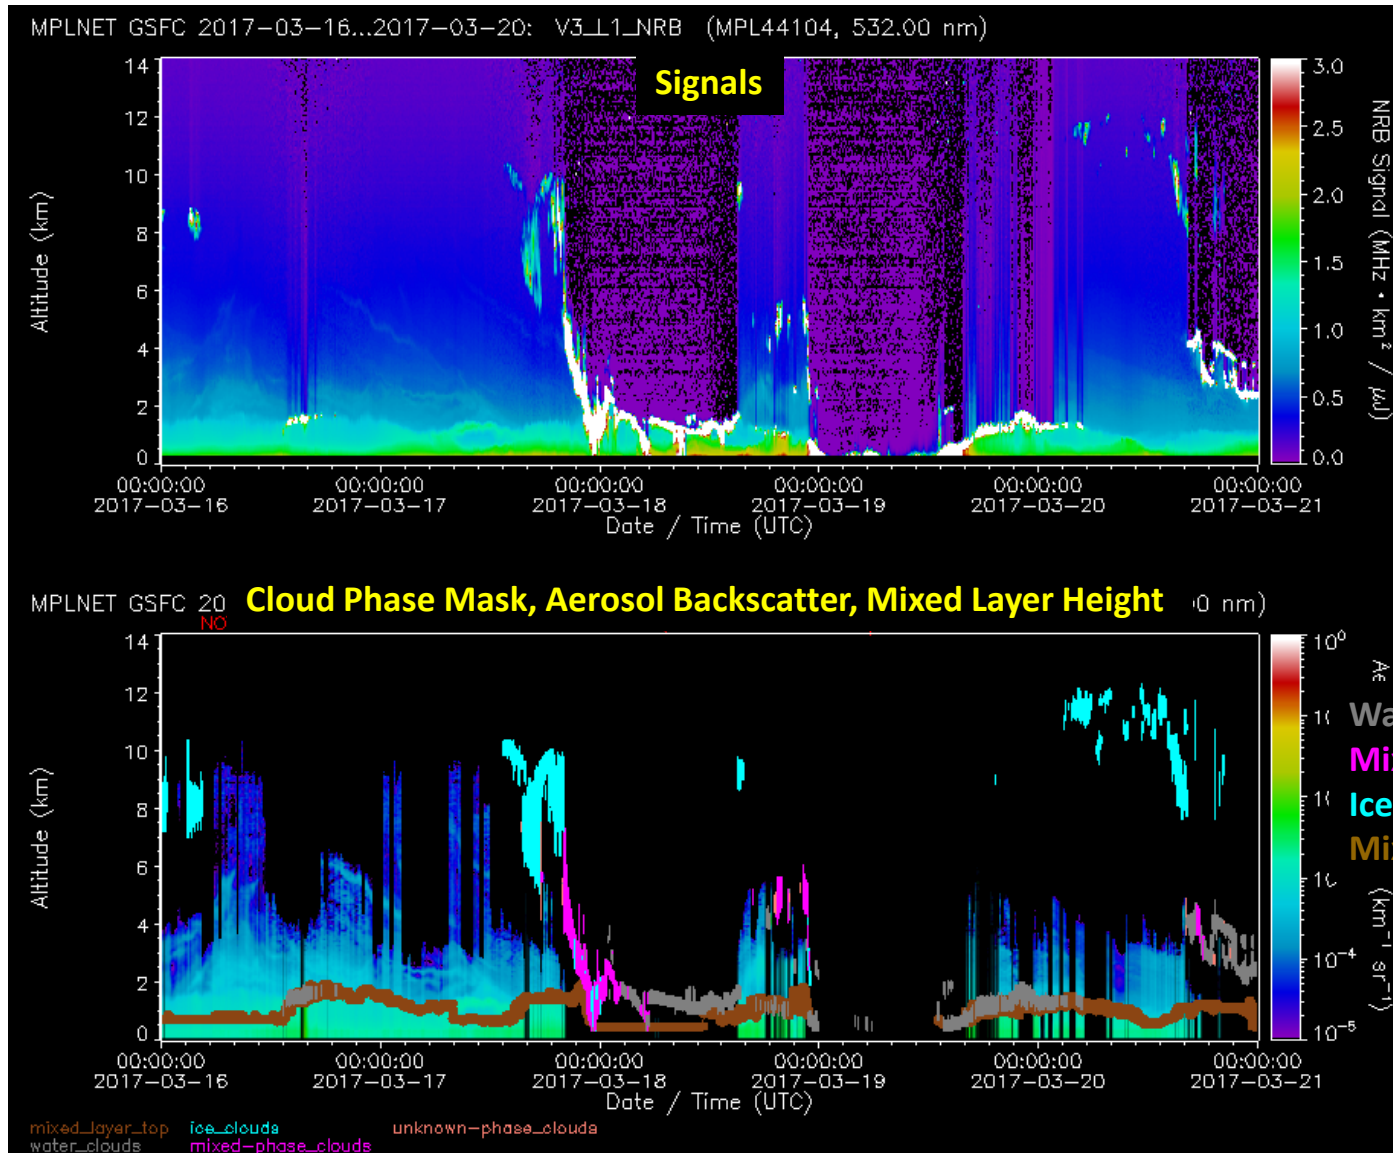 MPLNET GSFC 2017-03-16...2017-03-20: V3_L1_NRB (MPL44104, 532.00 nm)
Signals
14
12
10
8
6
4
2
0
Altitude (km)
3.0
2.5
2.0
1.5
1.0
0.5
0.0
NRB Signal (MHz • km² / µJ)
00:00:00 00:00:00 00:00:00 00:00:00 00:00:00 00:00:00
2017-03-16 2017-03-17 2017-03-18 2017-03-19 2017-03-20 2017-03-21
Date / Time (UTC)
MPLNET GSFC 20 Cloud Phase Mask, Aerosol Backscatter, Mixed Layer Height 0 nm)
NO
14
12
10
8
6
4
2
0
Altitude (km)
10⁰
10⁻⁴
10⁻⁵
(km⁻¹ sr⁻¹)
Ice
00:00:00 00:00:00 00:00:00 00:00:00 00:00:00 00:00:00
2017-03-16 2017-03-17 2017-03-18 2017-03-19 2017-03-20 2017-03-21
Date / Time (UTC)
mixed_layer_top ice_clouds unknown-phase_clouds
water_clouds mixed-phase_clouds